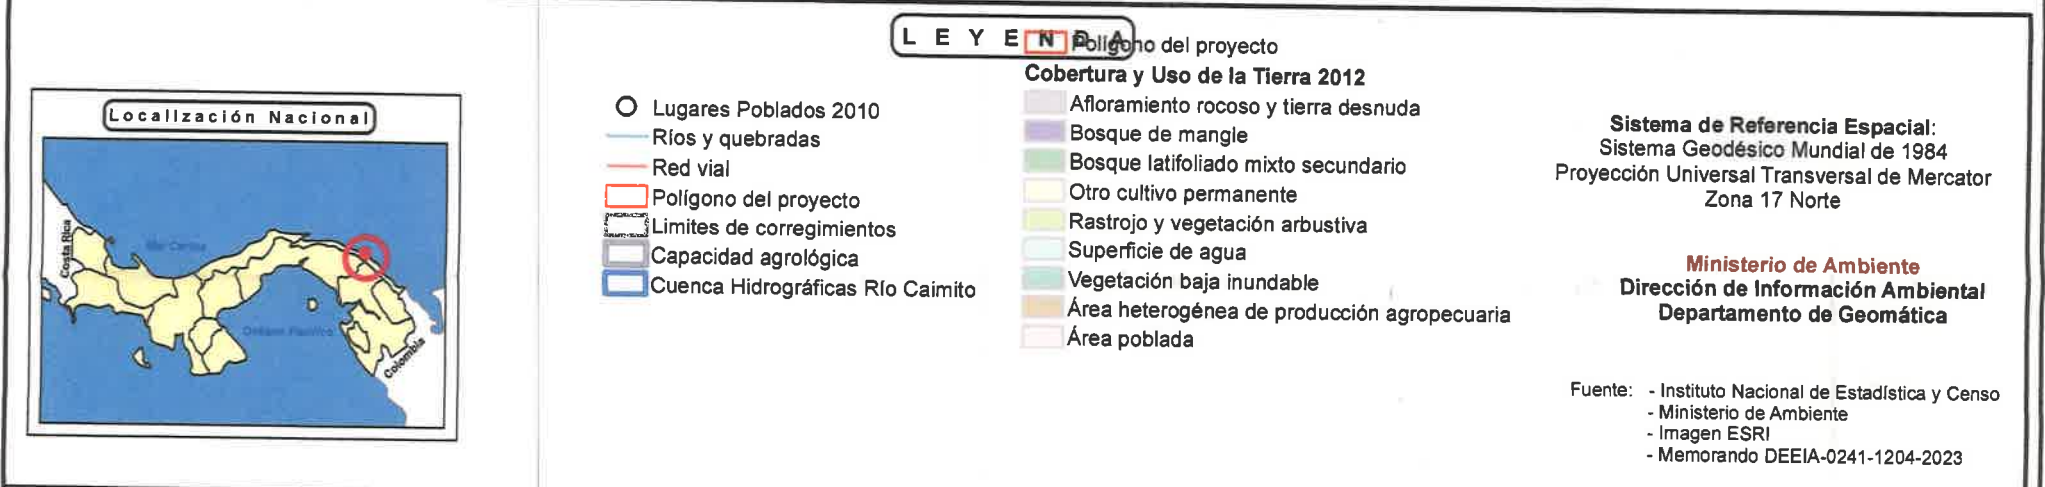 LEYENDA
Localización Nacional
Costa Rica
Mar Caribe
Océano Pacífico
Colombia
Lugares Poblados 2010
Ríos y quebradas
Red vial
Polígono del proyecto
Limites de corregimientos
Capacidad agrológica
Cuenca Hidrográficas Río Caimito
Polígono del proyecto
Cobertura y Uso de la Tierra 2012
Afloramiento rocoso y tierra desnuda
Bosque de mangle
Bosque latifoliado mixto secundario
Otro cultivo permanente
Rastrojo y vegetación arbustiva
Superficie de agua
Vegetación baja inundable
Área heterogénea de producción agropecuaria
Área poblada
Sistema de Referencia Espacial:
Sistema Geodésico Mundial de 1984
Proyección Universal Transversal de Mercator
Zona 17 Norte
Ministerio de Ambiente
Dirección de Información Ambiental
Departamento de Geomática
Fuente: - Instituto Nacional de Estadística y Censo
- Ministerio de Ambiente
- Imagen ESRI
- Memorando DEEIA-0241-1204-2023